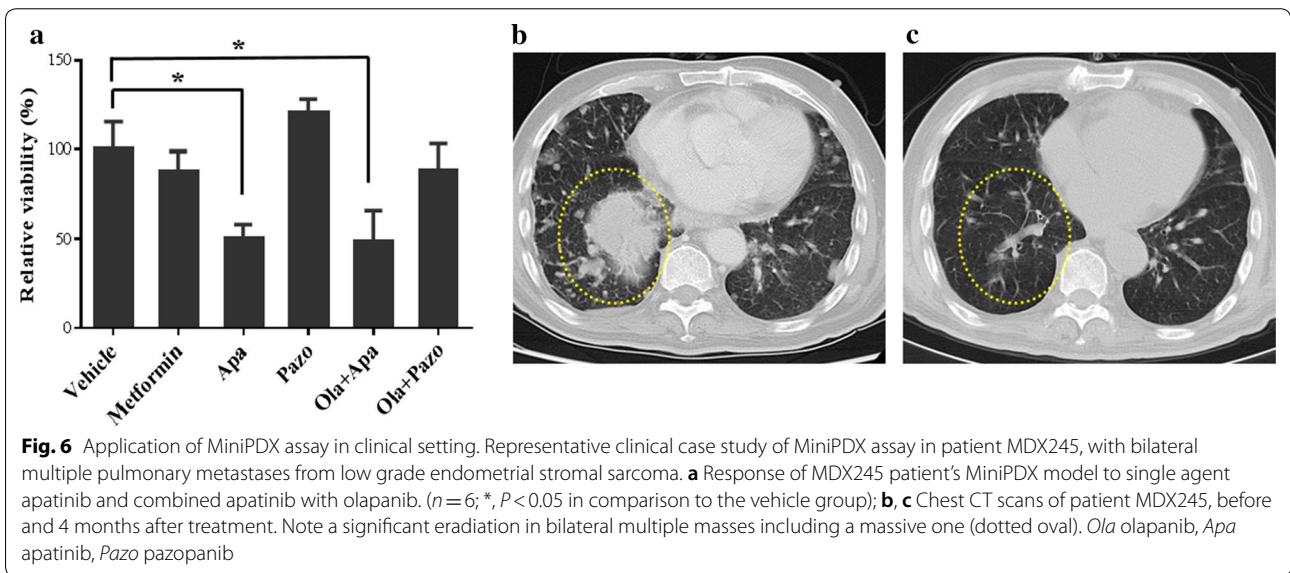 a
b
c
Relative viability (%)
150
100
50
0
*
*
Vehicle
Metformin
Apa
Pazo
Ola+Apa
Ola+Pazo
Fig. 6 Application of MiniPDX assay in clinical setting. Representative clinical case study of MiniPDX assay in patient MDX245, with bilateral
multiple pulmonary metastases from low grade endometrial stromal sarcoma. a Response of MDX245 patient's MiniPDX model to single agent
apatinib and combined apatinib with olapanib. (n = 6; *, P < 0.05 in comparison to the vehicle group); b, c Chest CT scans of patient MDX245, before
and 4 months after treatment. Note a significant eradiation in bilateral multiple masses including a massive one (dotted oval). Ola olapanib, Apa
apatinib, Pazo pazopanib